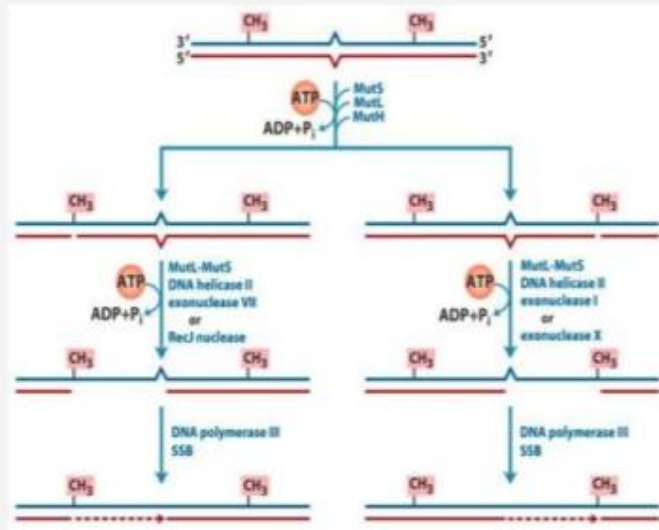 CH3 CH3
3' 5'
5' 3'
ATP MutS
MutL
ADP+Pi MutH
CH3 CH3 CH3 CH3
MutL-MutS
ATP DNA helicase II
exonuclease VII
ADP+Pi or
RecJ nuclease
MutL-MutS
ATP DNA helicase II
exonuclease I
ADP+Pi or
exonuclease X
CH3 CH3 CH3 CH3
DNA polymerase III
SSB
DNA polymerase III
SSB
CH3 CH3 CH3 CH3